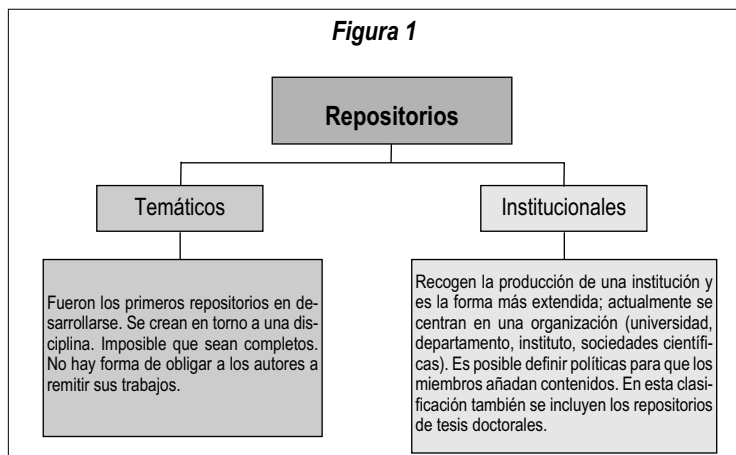 Figura 1
Repositorios
Temáticos
Institucionales
Fueron los primeros repositorios en de-
sarrollarse. Se crean en torno a una dis-
ciplina. Imposible que sean completos.
No hay forma de obligar a los autores a
remitir sus trabajos.
Recogen la producción de una institución y
es la forma más extendida; actualmente se
centran en una organización (universidad,
departamento, instituto, sociedades científi-
cas). Es posible definir políticas para que los
miembros añadan contenidos. En esta clasi-
ficación también se incluyen los repositorios
de tesis doctorales.